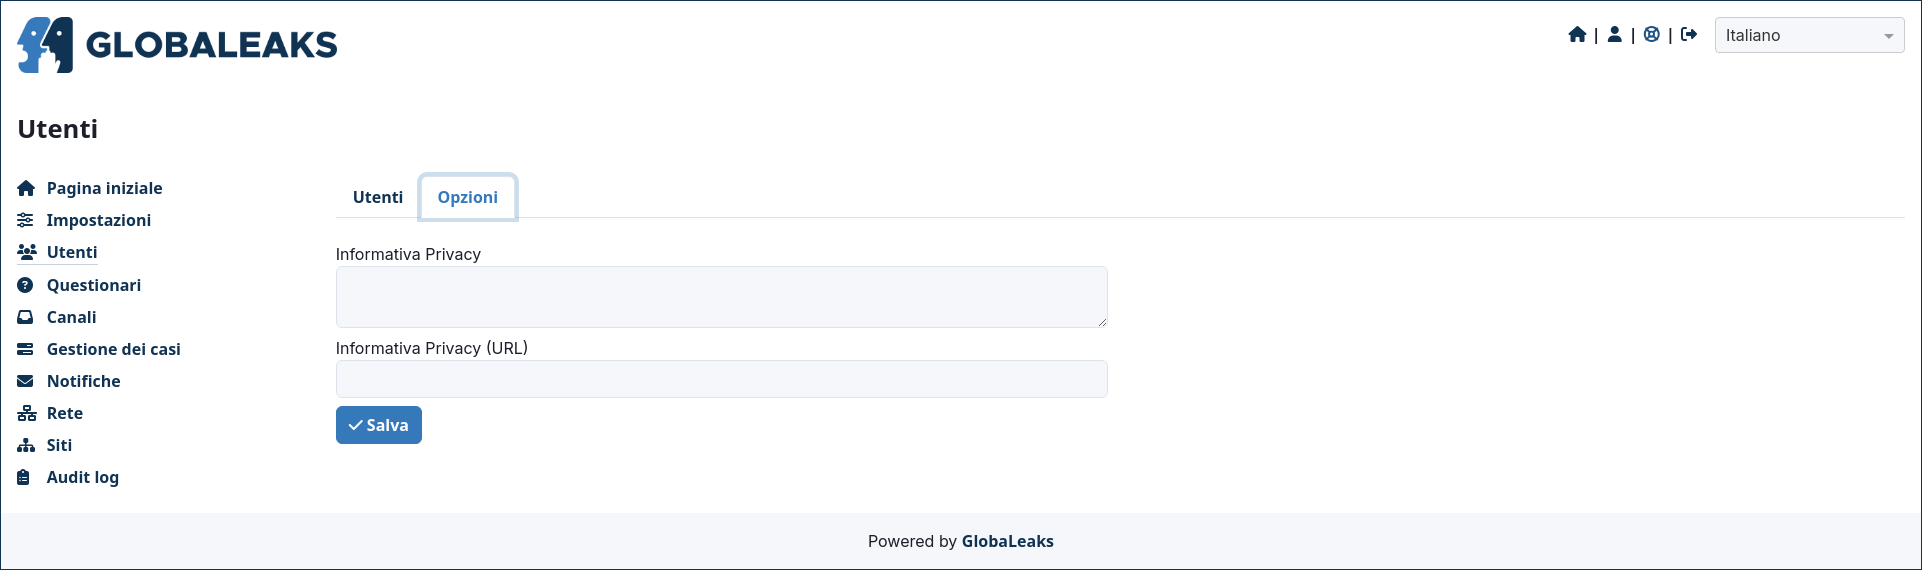 GLOBALEAKS
| | |
Italiano
Utenti
Pagina iniziale
Impostazioni
Utenti
Questionari
Canali
Gestione dei casi
Notifiche
Rete
Siti
Audit log
Utenti Opzioni
Informativa Privacy
Informativa Privacy (URL)
Salva
Powered by GlobaLeaks